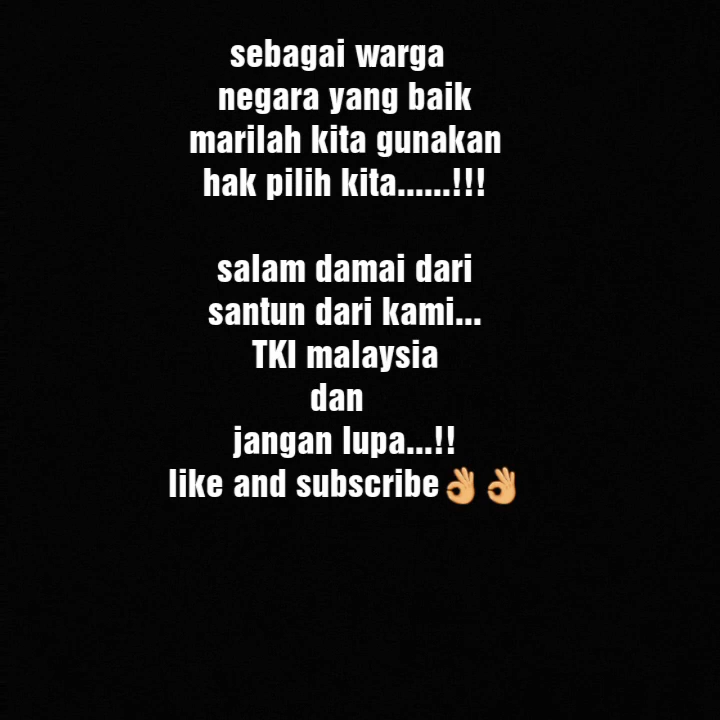 sebagai warga
negara yang baik
marilah kita gunakan
hak pilih kita......!!!
salam damai dari
santun dari kami...
TKI malaysia
dan
jangan lupa...!!
like and subscribe👌👌